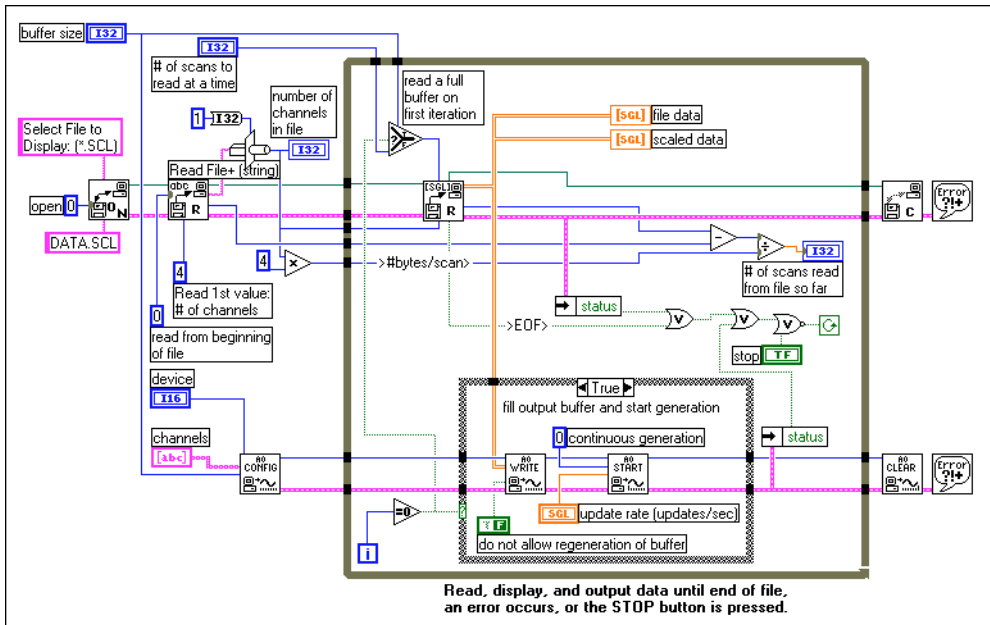 buffer size
I32
I32
# of scans to
read at a time
read a full
buffer on
first iteration
number of
channels
in file
1
I32
I32
[SGL]
file data
[SGL]
scaled data
Select File to
Display: (*.SCL)
Read File+ (string)
abc
R
open
0
O
N
DATA.SCL
[SGL]
R
C
Error
?!+
4
×
>#bytes/scan>
-
÷
I32
# of scans read
from file so far
4
Read 1st value:
# of channels
0
read from beginning
of file
status
>EOF>
V
V
V
stop
TF
device
I16
True
fill output buffer and start generation
channels
[abc]
0
continuous generation
status
AO
CONFIG
AO
WRITE
AO
START
AO
CLEAR
Error
?!+
=0
?
i
SGL
update rate (updates/sec)
T F
do not allow regeneration of buffer
Read, display, and output data until end of file,
an error occurs, or the STOP button is pressed.